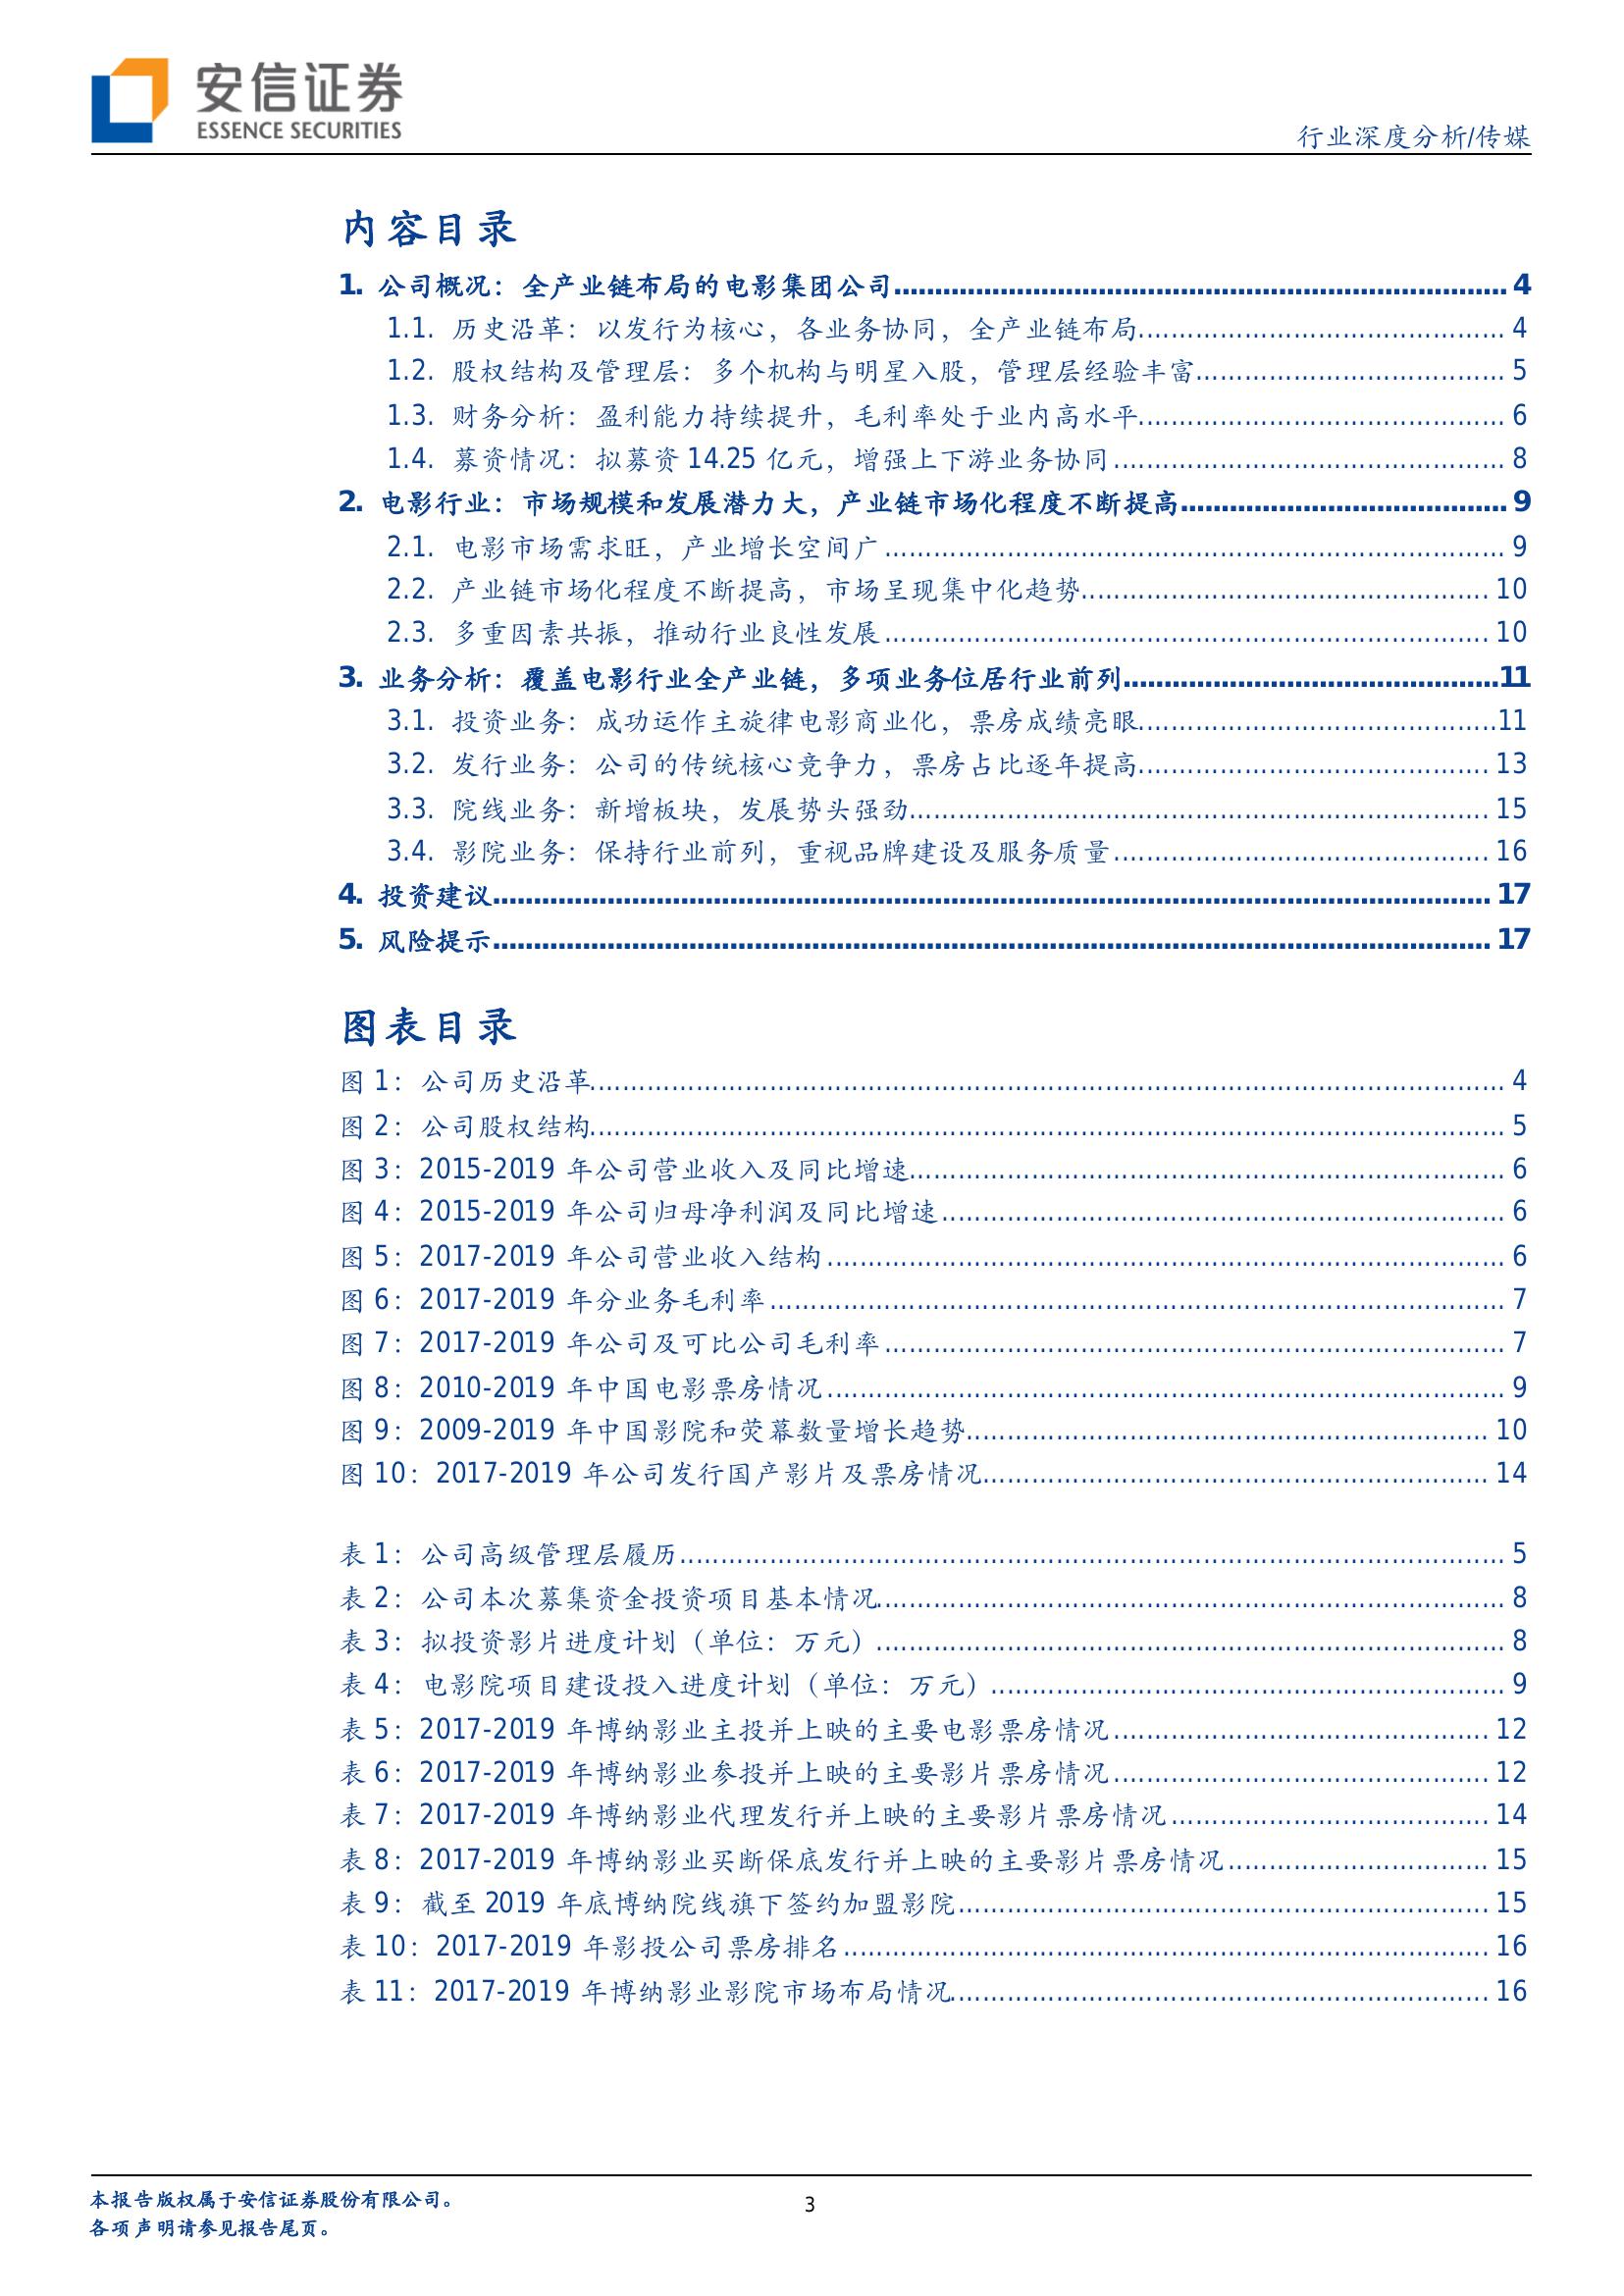 安信证券
ESSENCE SECURITIES
行业深度分析/传媒
内容目录
1. 公司概况：全产业链布局的电影集团公司 4
1.1. 历史沿革：以发行为核心，各业务协同，全产业链布局 4
1.2. 股权结构及管理层：多个机构与明星入股，管理层经验丰富 5
1.3. 财务分析：盈利能力持续提升，毛利率处于业内高水平 6
1.4. 募资情况：拟募资 14.25 亿元，增强上下游业务协同 8
2. 电影行业：市场规模和发展潜力大，产业链市场化程度不断提高 9
2.1. 电影市场需求旺，产业增长空间广 9
2.2. 产业链市场化程度不断提高，市场呈现集中化趋势 10
2.3. 多重因素共振，推动行业良性发展 10
3. 业务分析：覆盖电影行业全产业链，多项业务位居行业前列 11
3.1. 投资业务：成功运作主旋律电影商业化，票房成绩亮眼 11
3.2. 发行业务：公司的传统核心竞争力，票房占比逐年提高 13
3.3. 院线业务：新增板块，发展势头强劲 15
3.4. 影院业务：保持行业前列，重视品牌建设及服务质量 16
4. 投资建议 17
5. 风险提示 17
图表目录
图 1：公司历史沿革 4
图 2：公司股权结构 5
图 3：2015-2019 年公司营业收入及同比增速 6
图 4：2015-2019 年公司归母净利润及同比增速 6
图 5：2017-2019 年公司营业收入结构 6
图 6：2017-2019 年分业务毛利率 7
图 7：2017-2019 年公司及可比公司毛利率 7
图 8：2010-2019 年中国电影票房情况 9
图 9：2009-2019 年中国影院和荧幕数量增长趋势 10
图 10：2017-2019 年公司发行国产影片及票房情况 14
表 1：公司高级管理层履历 5
表 2：公司本次募集资金投资项目基本情况 8
表 3：拟投资影片进度计划（单位：万元） 8
表 4：电影院项目建设投入进度计划（单位：万元） 9
表 5：2017-2019 年博纳影业主投并上映的主要电影票房情况 12
表 6：2017-2019 年博纳影业参投并上映的主要影片票房情况 12
表 7：2017-2019 年博纳影业代理发行并上映的主要影片票房情况 14
表 8：2017-2019 年博纳影业买断保底发行并上映的主要影片票房情况 15
表 9：截至 2019 年底博纳院线旗下签约加盟影院 15
表 10：2017-2019 年影投公司票房排名 16
表 11：2017-2019 年博纳影业影院市场布局情况 16
本报告版权属于安信证券股份有限公司。
各项声明请参见报告尾页。
3